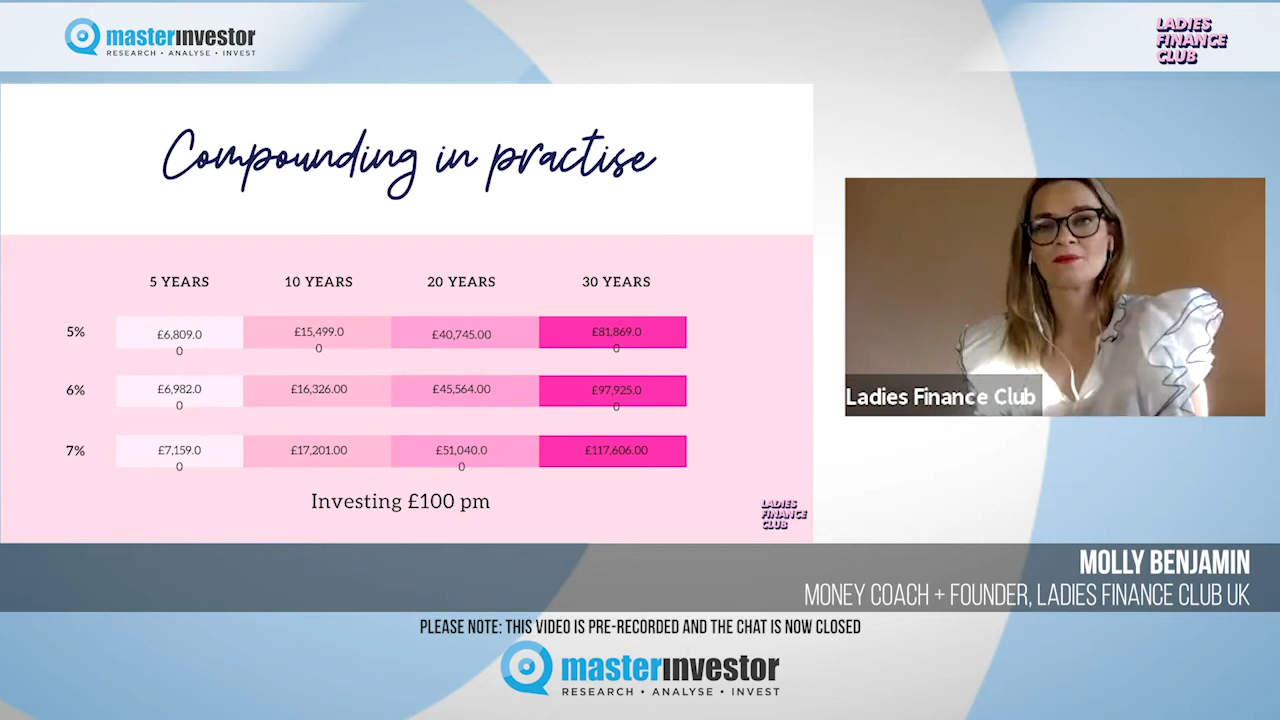 masterinvestor
RESEARCH • ANALYSE • INVEST
LADIES
FINANCE
CLUB
Compounding in practise
5 YEARS 10 YEARS 20 YEARS 30 YEARS
5% £6,809.0 £15,499.0 £40,745.00 £81,869.0
0 0 0
6% £6,982.0 £16,326.00 £45,564.00 £97,925.0
0 0
7% £7,159.0 £17,201.00 £51,040.0 £117,606.00
0 0
Investing £100 pm
LADIES
FINANCE
CLUB
Ladies Finance Club
MOLLY BENJAMIN
MONEY COACH + FOUNDER, LADIES FINANCE CLUB UK
PLEASE NOTE: THIS VIDEO IS PRE-RECORDED AND THE CHAT IS NOW CLOSED
masterinvestor
RESEARCH • ANALYSE • INVEST